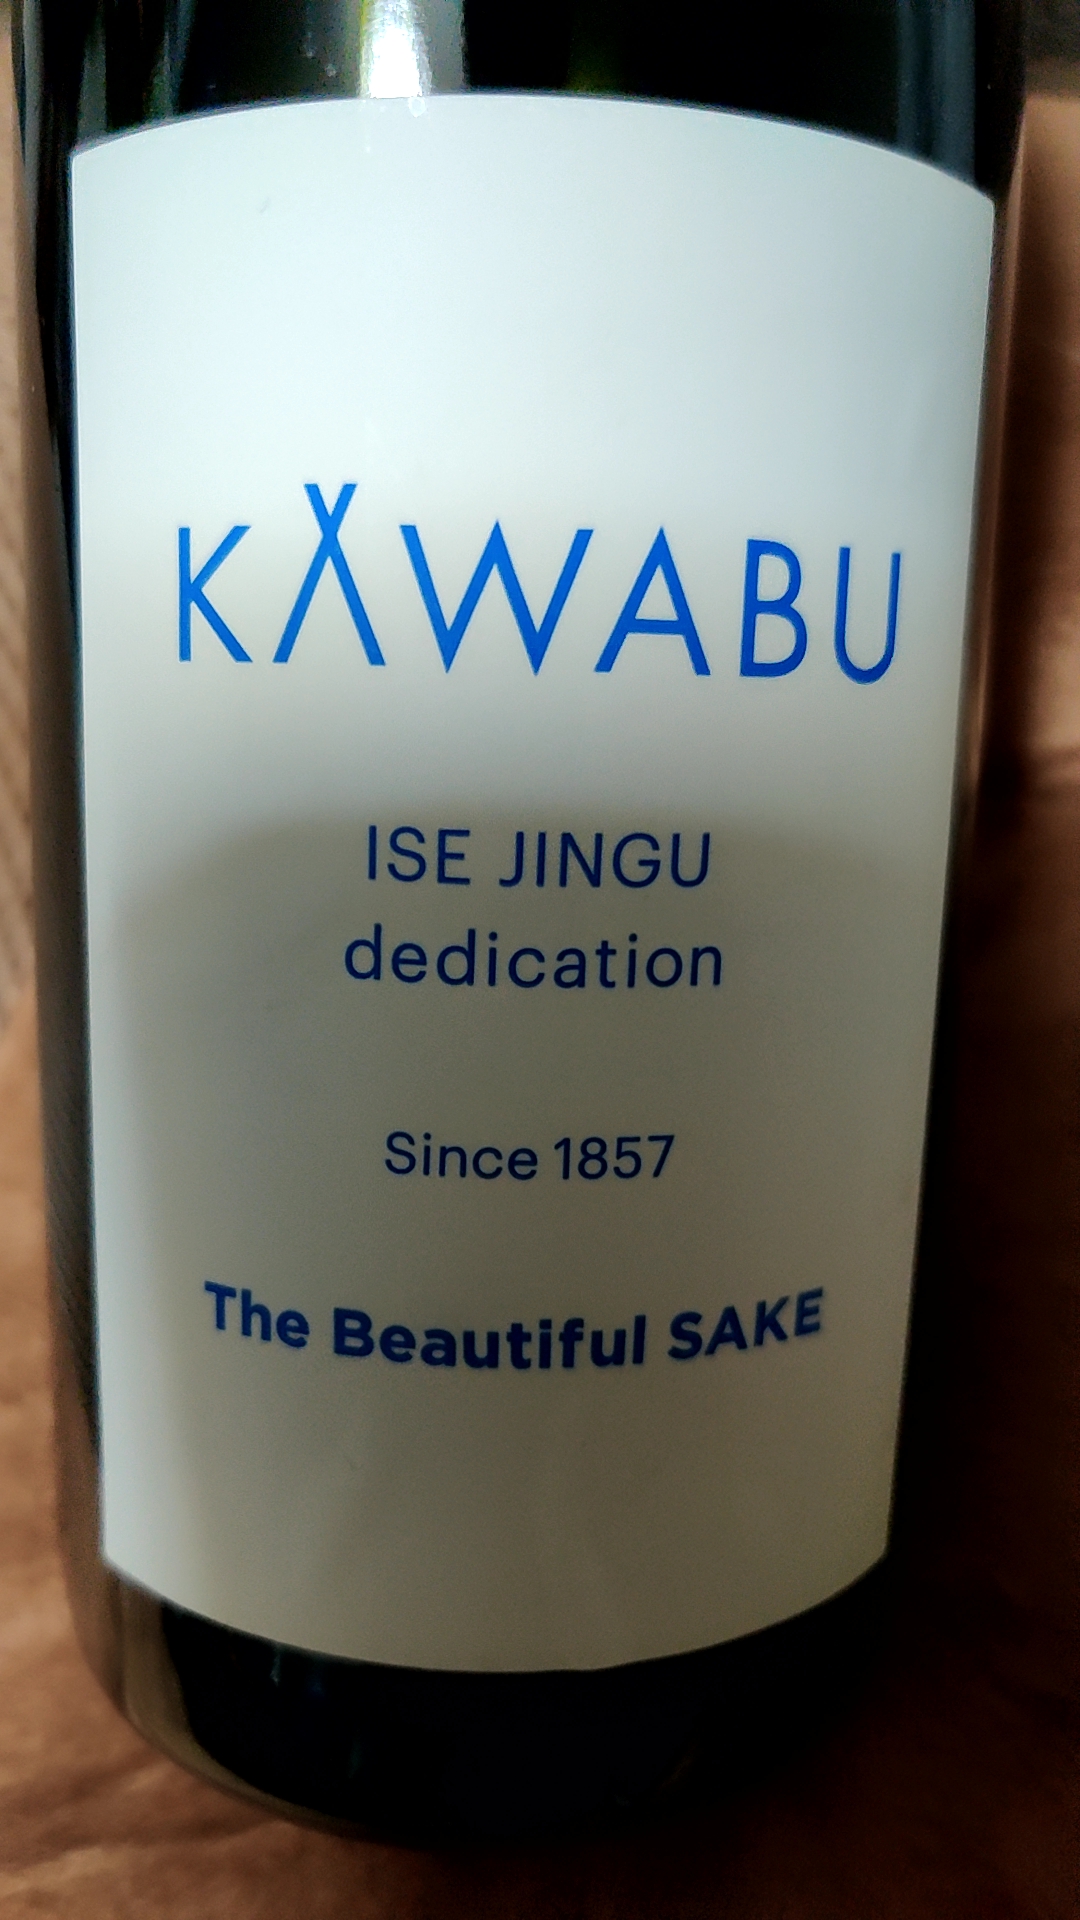 KAWABU
ISE JINGU
dedication
Since 1857
The Beautiful SAKE